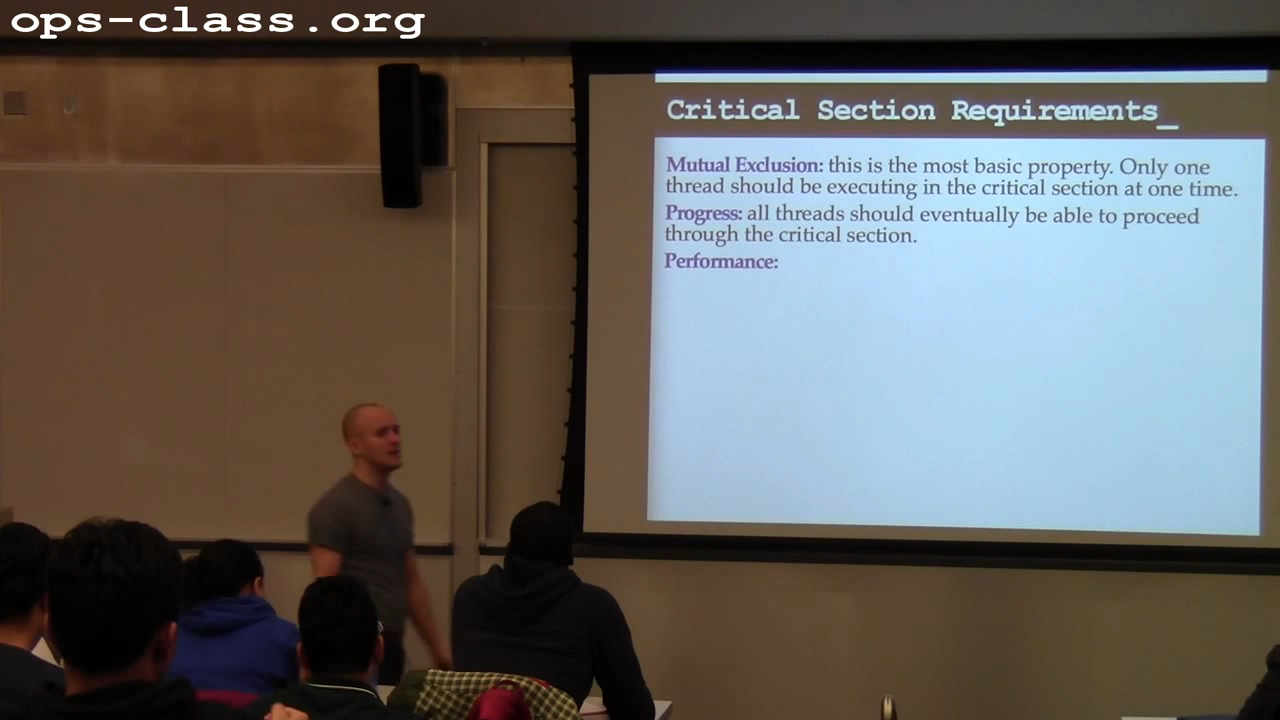 ops-class.org
Critical Section Requirements_
Mutual Exclusion: this is the most basic property. Only one
thread should be executing in the critical section at one time.
Progress: all threads should eventually be able to proceed
through the critical section.
Performance: